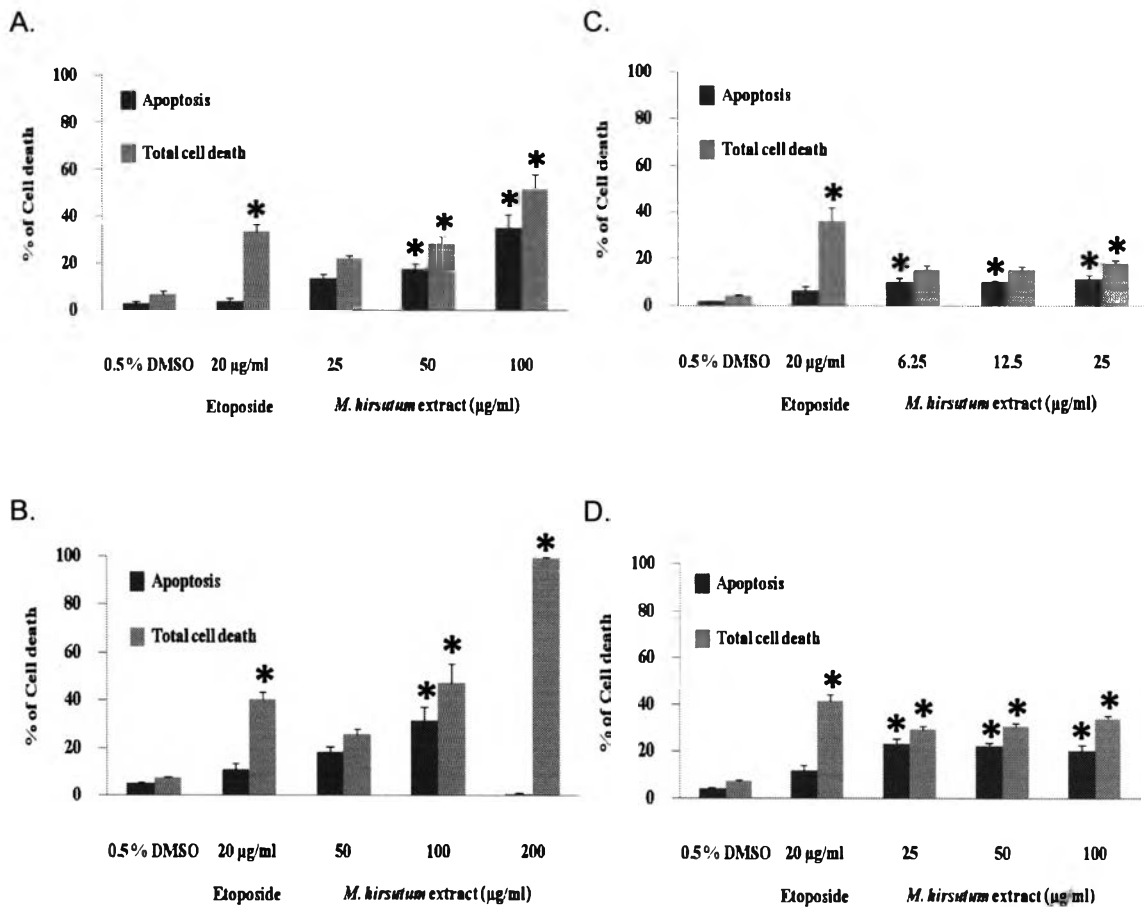 A.
100
80
60
40
20
0
% of Cell death
Apoptosis
Total cell death
* * * * *
0.5 % DMSO 20 µg/ml 25 50 100
Etoposide M. hirsutum extract (µg/ml)
B.
100
80
60
40
20
0
% of Cell death
Apoptosis
Total cell death
* * * *
0.5 % DMSO 20 µg/ml 50 100 200
Etoposide M. hirsutum extract (µg/ml)
C.
100
80
60
40
20
0
% of Cell death
Apoptosis
Total cell death
* * * * *
0.5 % DMSO 20 µg/ml 6.25 12.5 25
Etoposide M. hirsutum extract (µg/ml)
D.
100
80
60
40
20
0
% of Cell death
Apoptosis
Total cell death
* * * * * * *
0.5 % DMSO 20 µg/ml 25 50 100
Etoposide M. hirsutum extract (µg/ml)